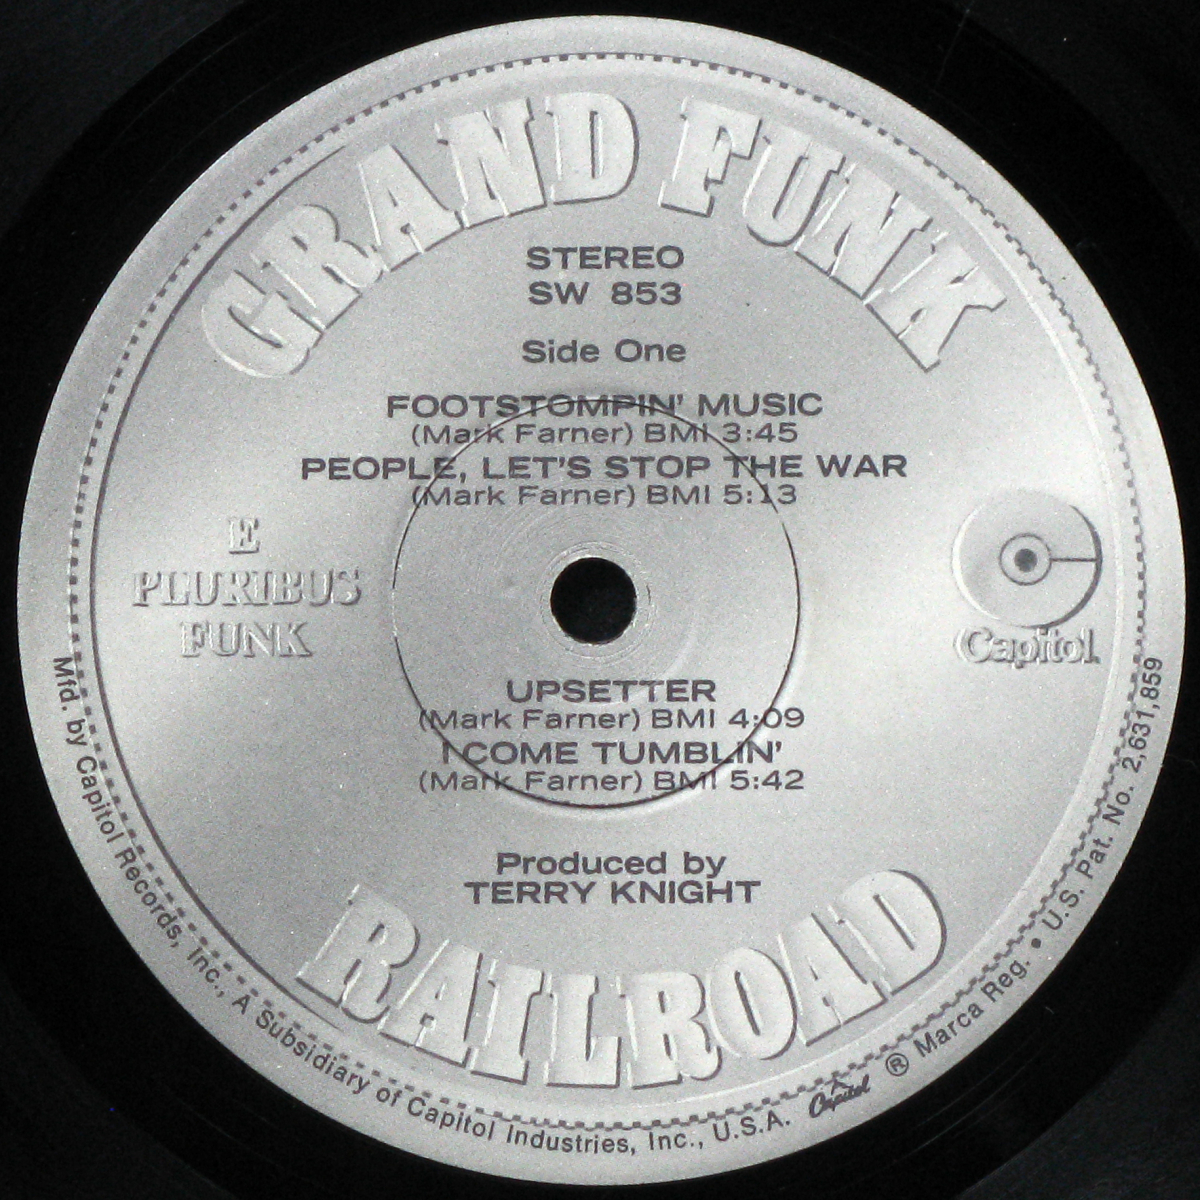 GRAND FUNK
STEREO
SW 853
Side One
FOOTSTOMPIN' MUSIC
(Mark Farner) BMI 3:45
PEOPLE, LET'S STOP THE WAR
(Mark Farner) BMI 5:13
E
PLURIBUS
FUNK
Capitol
UPSETTER
(Mark Farner) BMI 4:09
I COME TUMBLIN'
(Mark Farner) BMI 5:42
Produced by
TERRY KNIGHT
RAILROAD
Mfd. by Capitol Records, Inc., A Subsidiary of Capitol Industries, Inc., U.S.A. Capitol ® Marca Reg. • U.S. Pat. No. 2,631,859